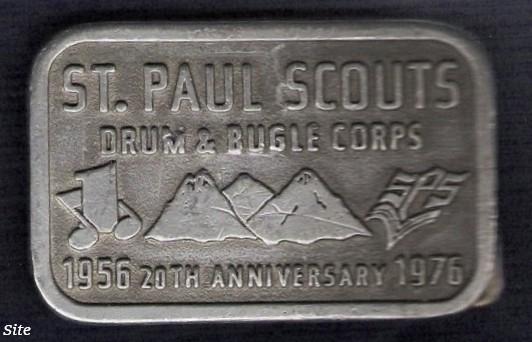 ST. PAUL SCOUTS
DRUM & BUGLE CORPS
SPS
1956 20TH ANNIVERSARY 1976
Site